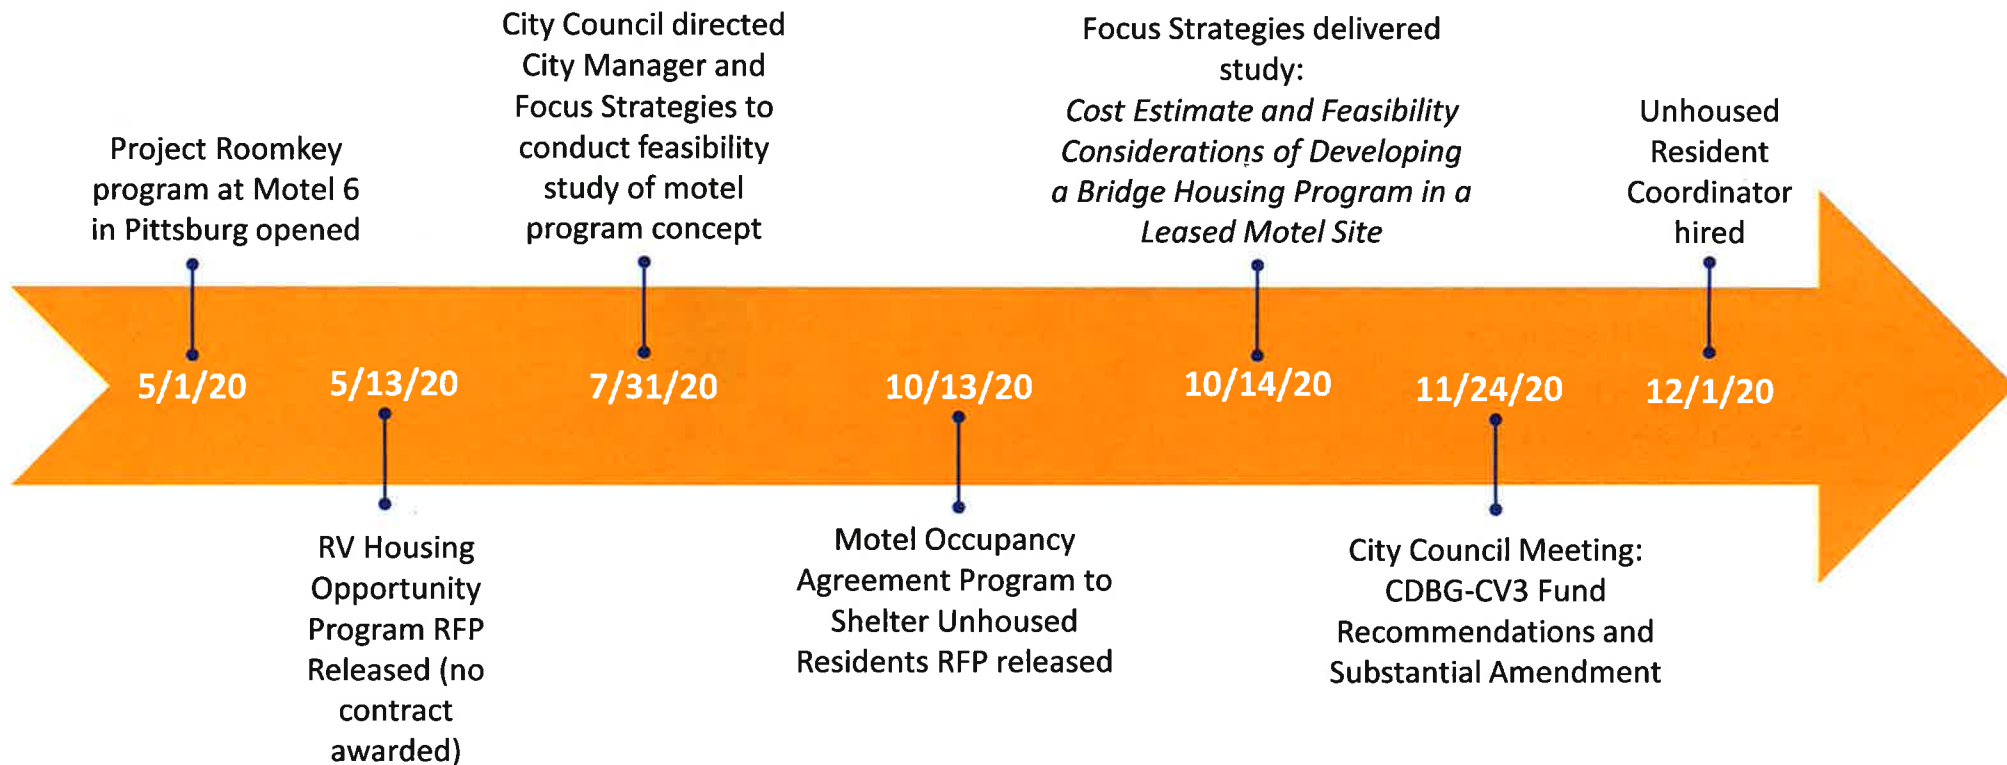 Project Roomkey
program at Motel 6
in Pittsburg opened
City Council directed
City Manager and
Focus Strategies to
conduct feasibility
study of motel
program concept
Focus Strategies delivered
study:
Cost Estimate and Feasibility
Considerations of Developing
a Bridge Housing Program in a
Leased Motel Site
Unhoused
Resident
Coordinator
hired
5/1/20
5/13/20
7/31/20
10/13/20
10/14/20
11/24/20
12/1/20
RV Housing
Opportunity
Program RFP
Released (no
contract
awarded)
Motel Occupancy
Agreement Program to
Shelter Unhoused
Residents RFP released
City Council Meeting:
CDBG-CV3 Fund
Recommendations and
Substantial Amendment